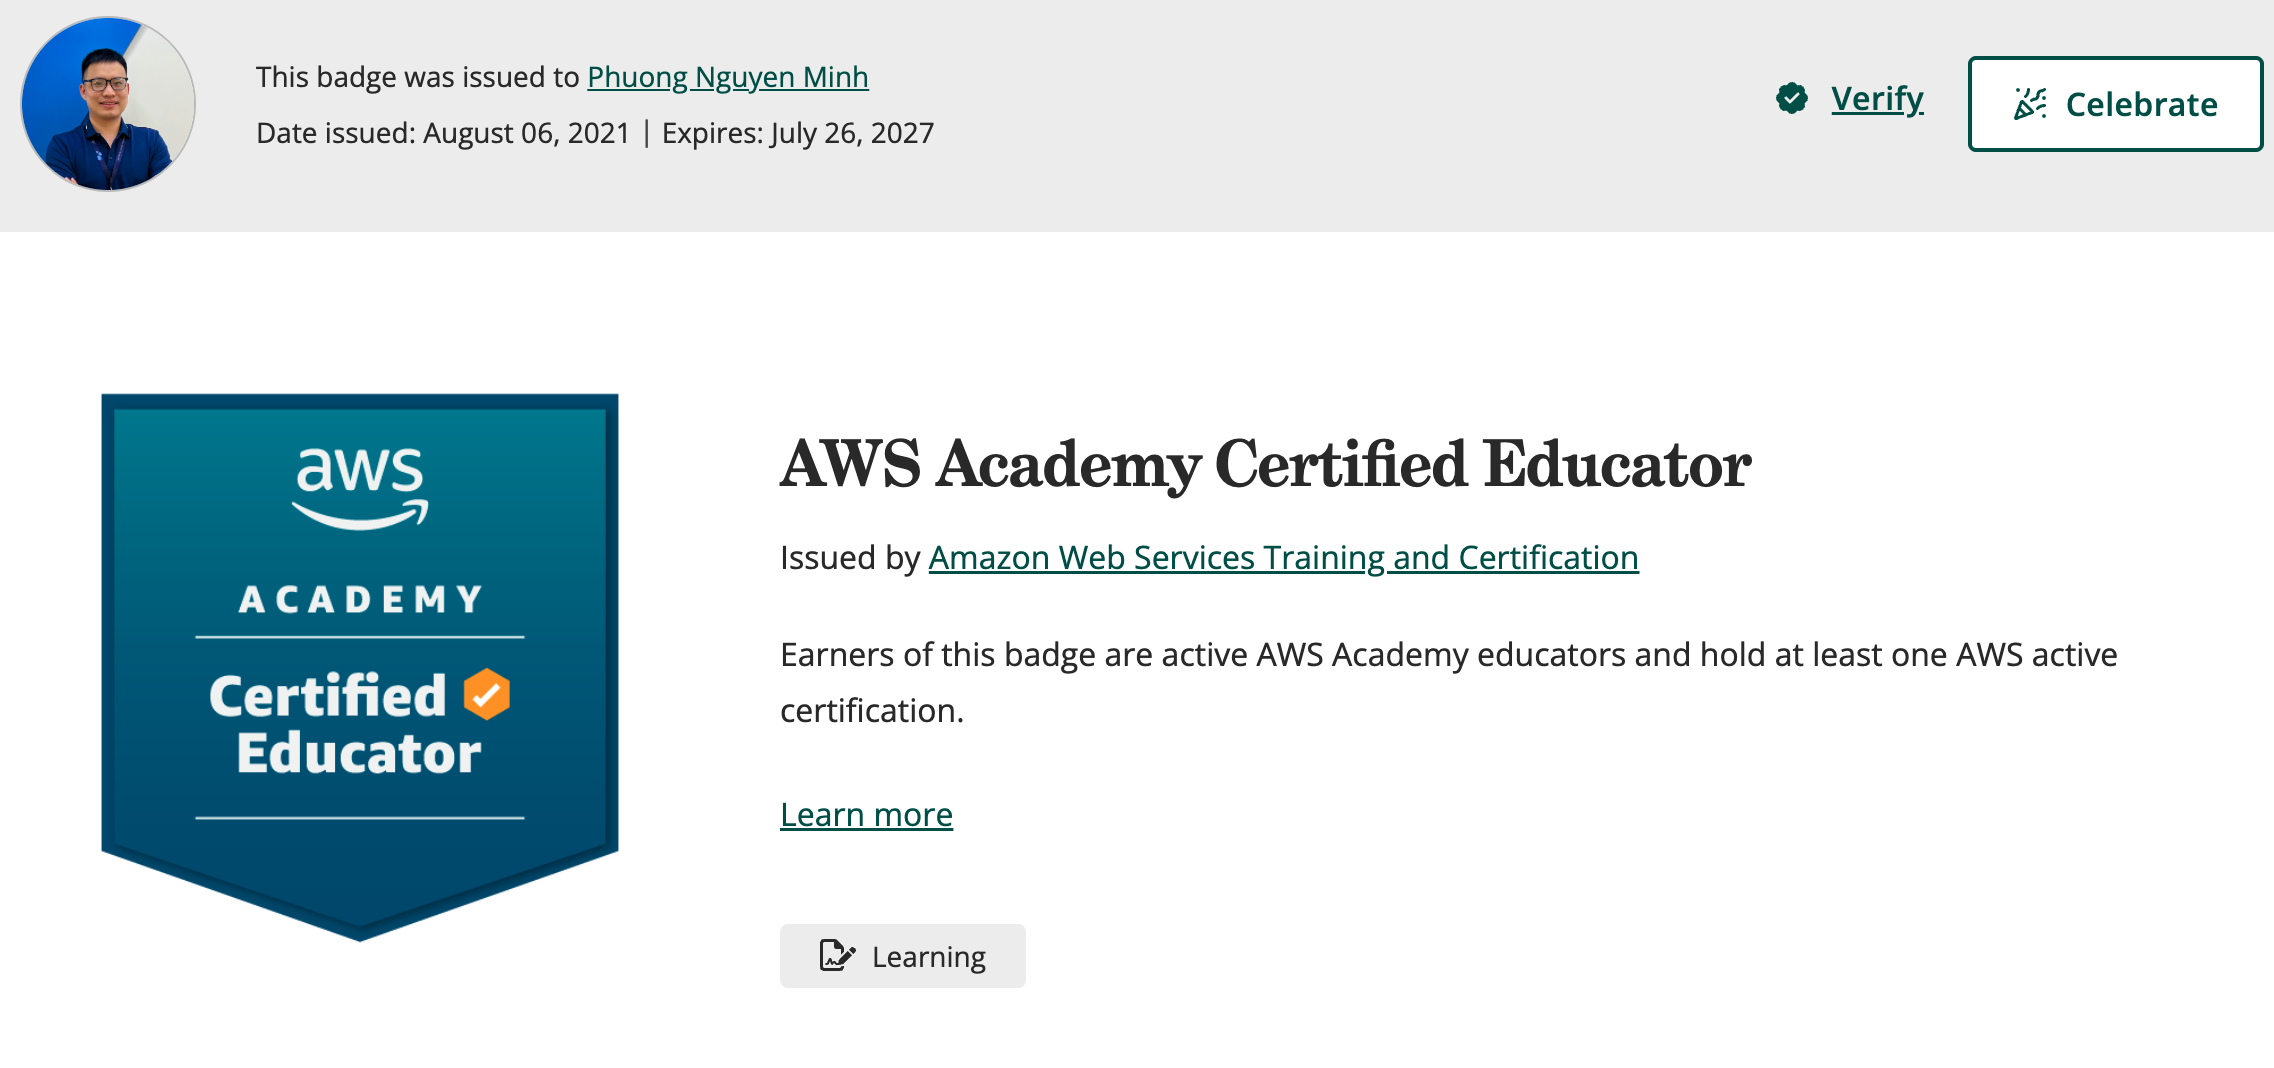 This badge was issued to Phuong Nguyen Minh
Date issued: August 06, 2021 | Expires: July 26, 2027
Verify
Celebrate
aws
ACADEMY
Certified
Educator
AWS Academy Certified Educator
Issued by Amazon Web Services Training and Certification
Earners of this badge are active AWS Academy educators and hold at least one AWS active
certification.
Learn more
Learning